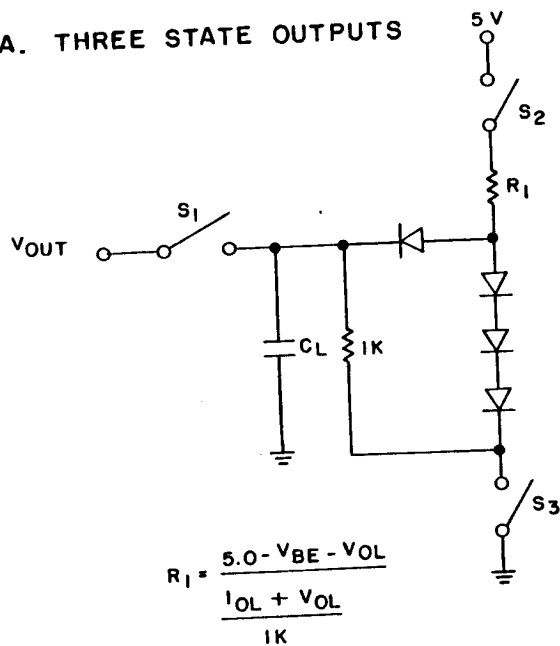 A. THREE STATE OUTPUTS
5 V
S2
R1
S1
VOUT
CL
1K
S3
R1 = 5.0 - VBE - VOL
IOL + VOL
1K